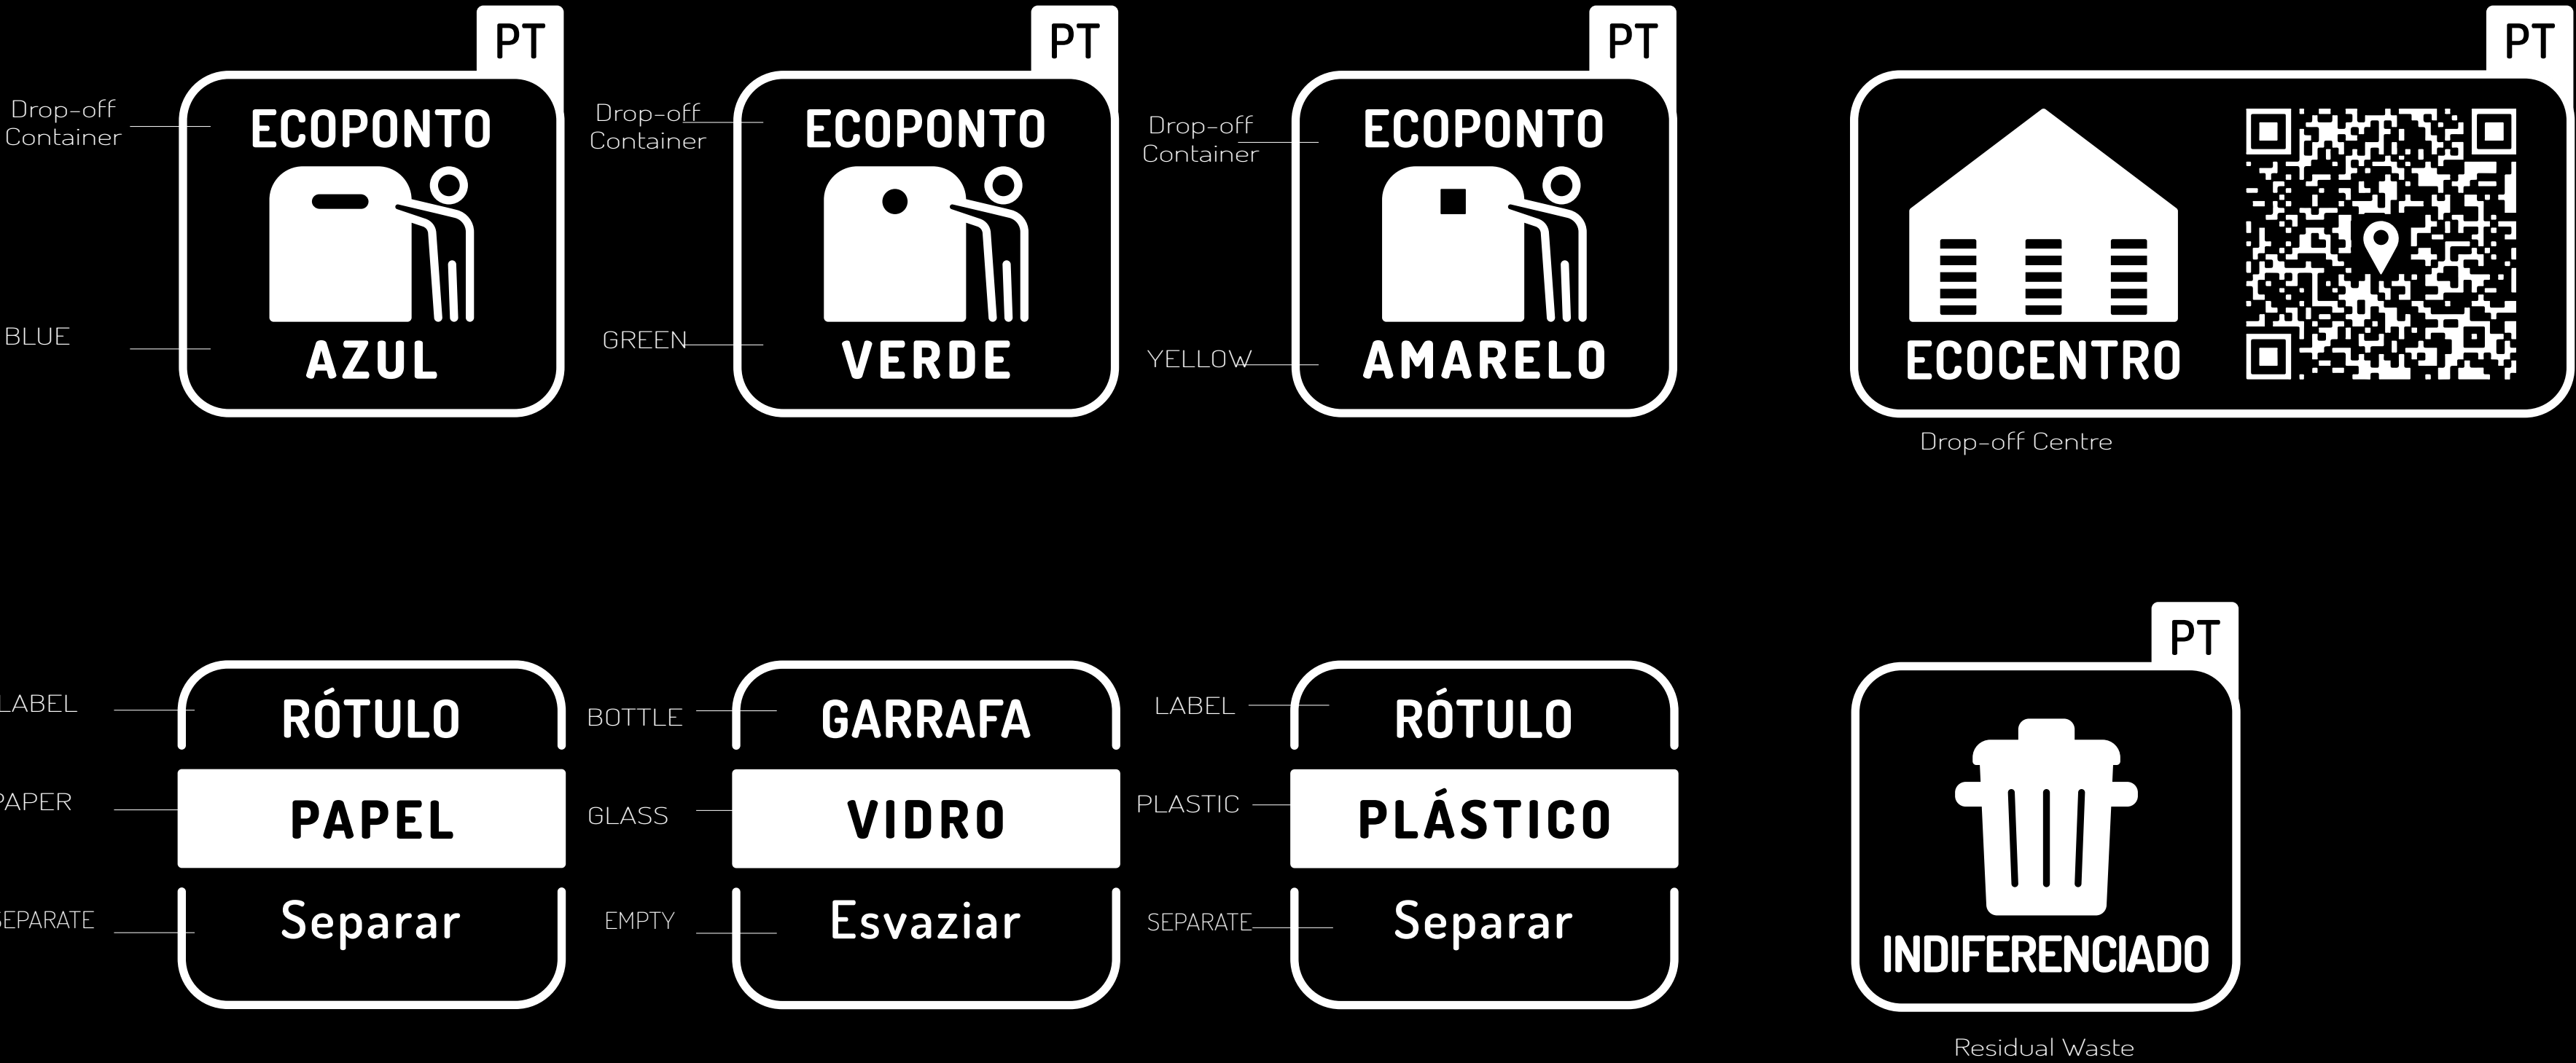 PT
Drop-off
Container
ECOPONTO
BLUE
AZUL
PT
Drop-off
Container
ECOPONTO
GREEN
VERDE
PT
Drop-off
Container
ECOPONTO
YELLOW
AMARELO
PT
ECOCENTRO
Drop-off Centre
LABEL
RÓTULO
PAPER
PAPEL
SEPARATE
Separar
BOTTLE
GARRAFA
GLASS
VIDRO
EMPTY
Esvaziar
LABEL
RÓTULO
PLASTIC
PLÁSTICO
SEPARATE
Separar
PT
INDIFERENCIADO
Residual Waste